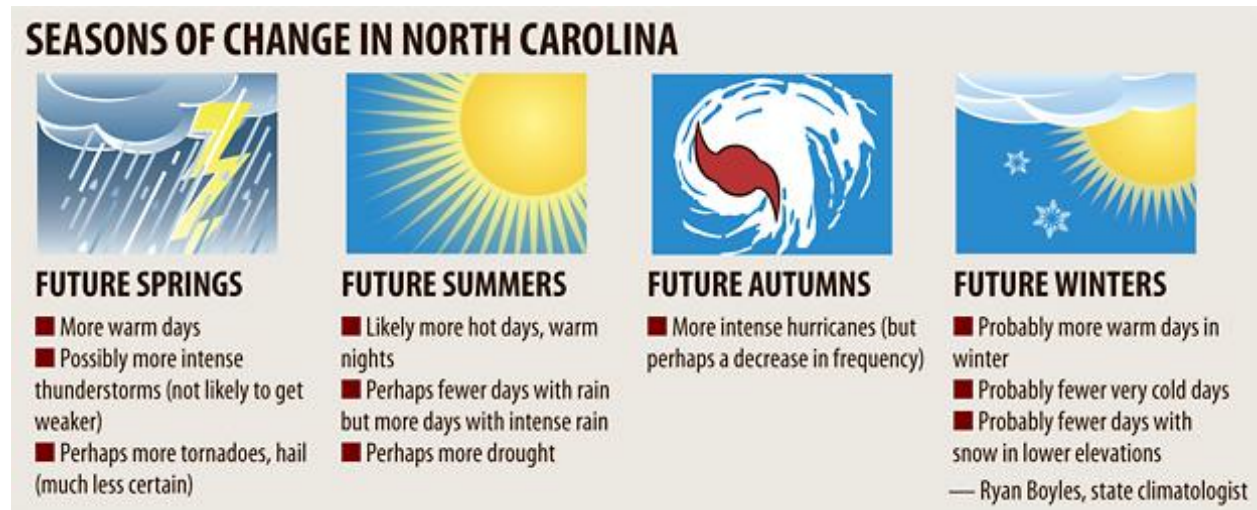 SEASONS OF CHANGE IN NORTH CAROLINA
FUTURE SPRINGS
More warm days
Possibly more intense
thunderstorms (not likely to get
weaker)
Perhaps more tornadoes, hail
(much less certain)
FUTURE SUMMERS
Likely more hot days, warm
nights
Perhaps fewer days with rain
but more days with intense rain
Perhaps more drought
FUTURE AUTUMNS
More intense hurricanes (but
perhaps a decrease in frequency)
FUTURE WINTERS
Probably more warm days in
winter
Probably fewer very cold days
Probably fewer days with
snow in lower elevations
— Ryan Boyles, state climatologist